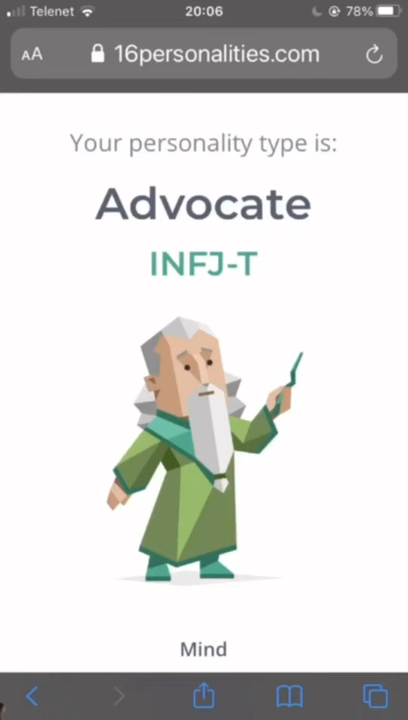 Telenet 20:06 78%
AA 16personalities.com
Your personality type is:
Advocate
INFJ-T
Mind